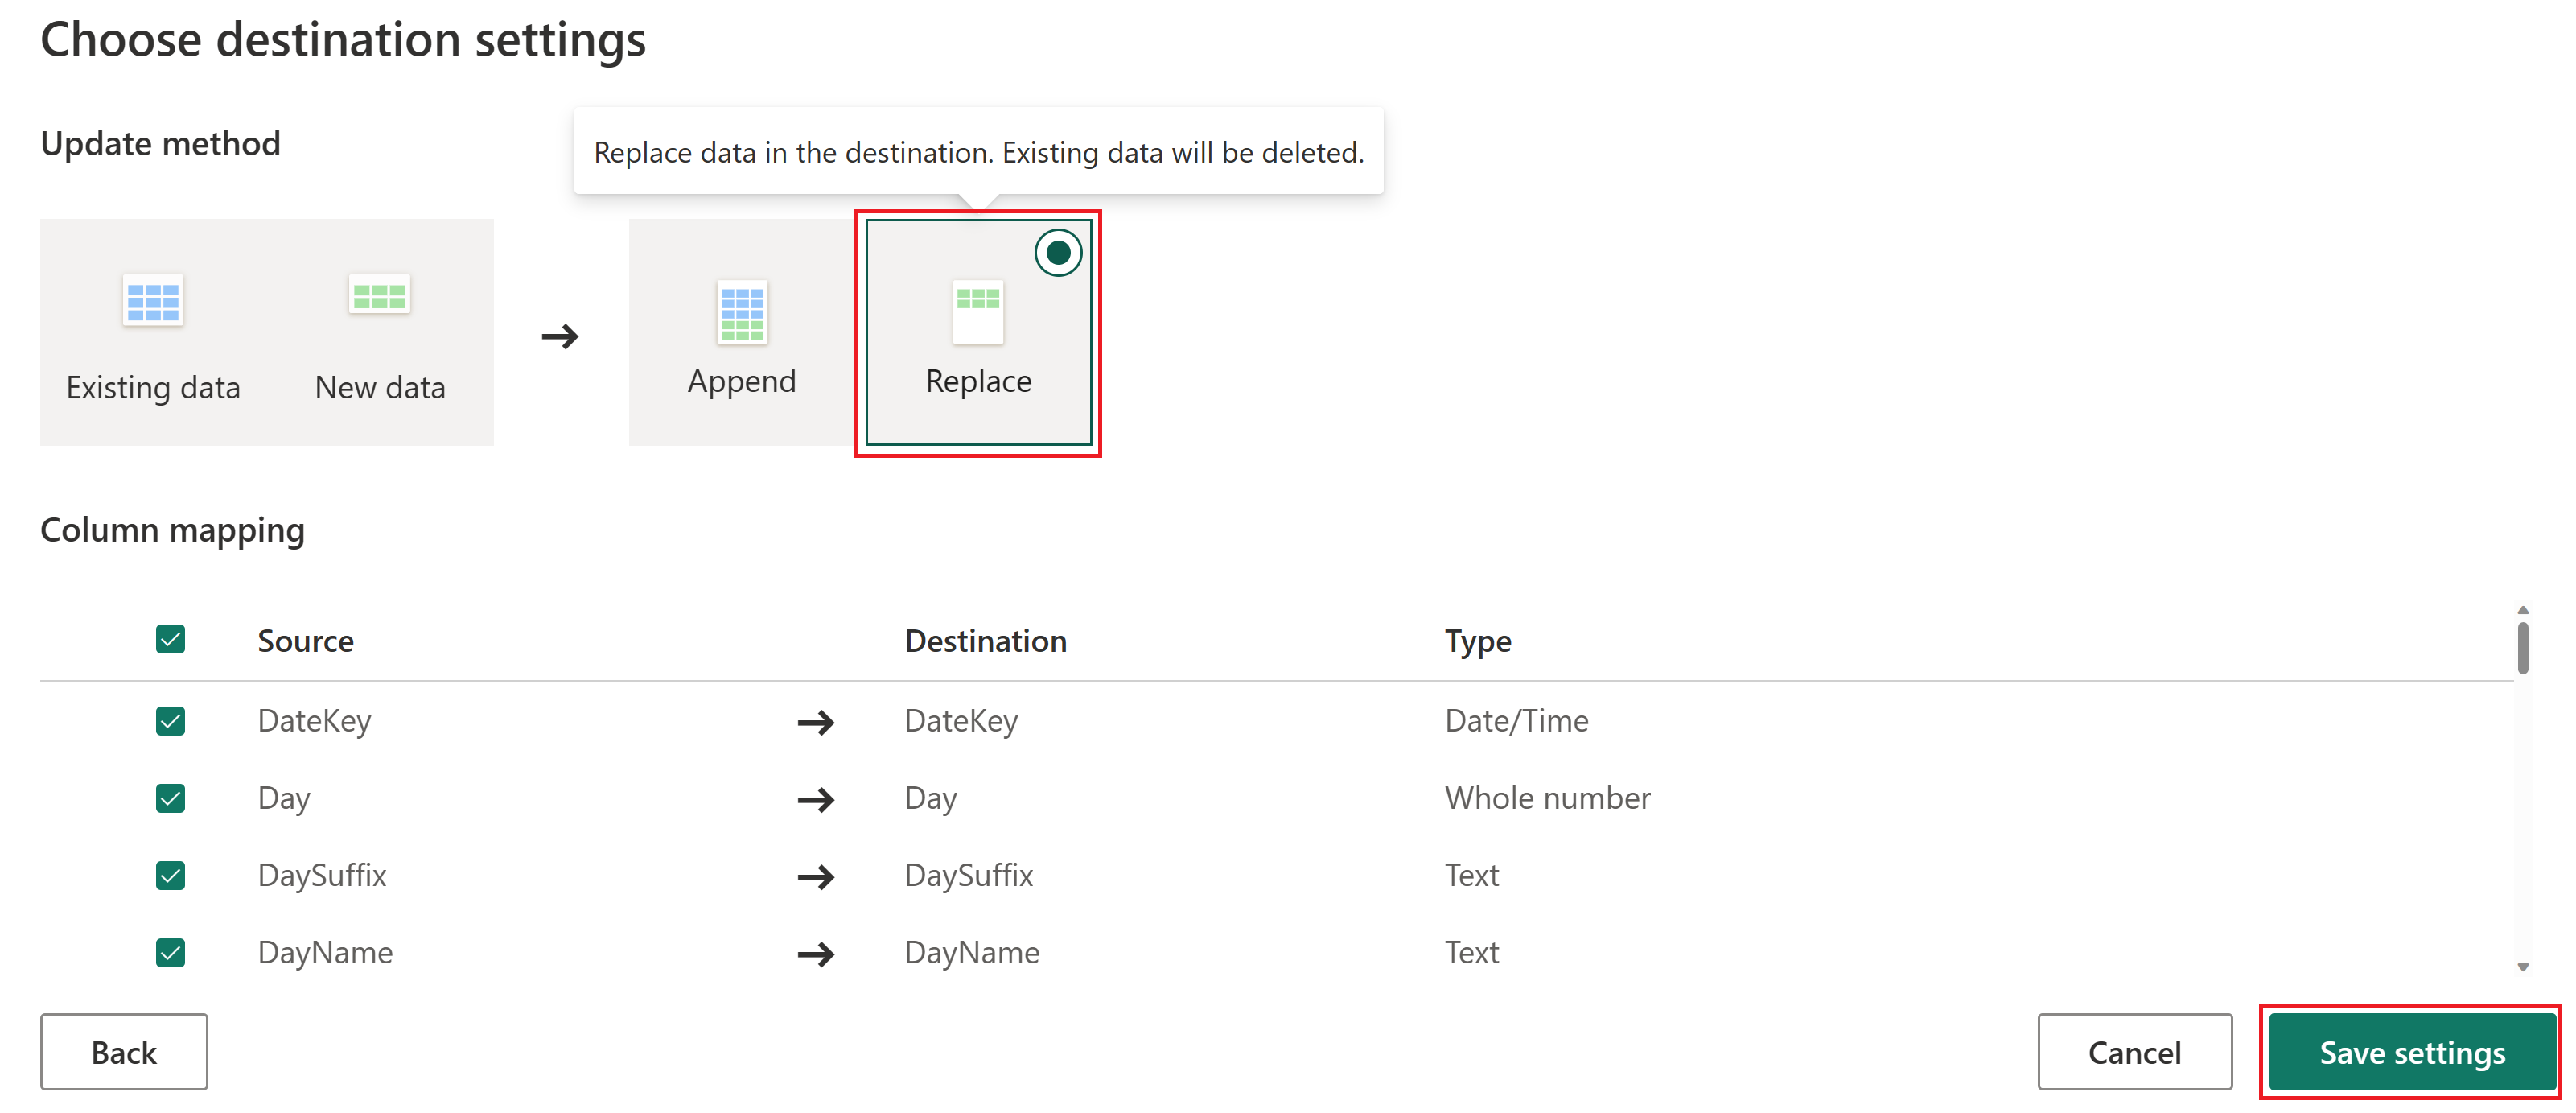 Choose destination settings
Update method
Replace data in the destination. Existing data will be deleted.
Existing data
New data
Append
Replace
Column mapping
Source Destination Type
DateKey DateKey Date/Time
Day Day Whole number
DaySuffix DaySuffix Text
DayName DayName Text
Back Cancel Save settings